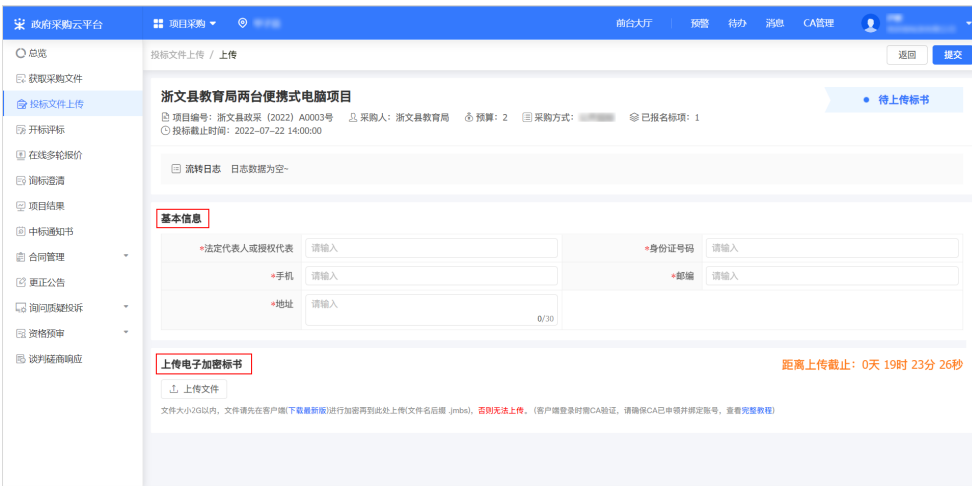 政府采购云平台 项目采购 前台大厅 预警 待办 消息 CA管理
总览
获取采购文件
投标文件上传
开标评标
在线多轮报价
询标澄清
项目结果
中标通知书
合同管理
更正公告
询问质疑投诉
资格预审
谈判磋商响应
投标文件上传 / 上传 返回 提交
浙文县教育局两台便携式电脑项目 待上传标书
项目编号：浙文县政采（2022）A0003号 采购人：浙文县教育局 预算：2 采购方式： 已报名标项：1
投标截止时间：2022-07-22 14:00:00
流转日志 日志数据为空~
基本信息
*法定代表人或授权代表 请输入 *身份证号码 请输入
*手机 请输入 *邮编 请输入
*地址 请输入
0/30
上传电子加密标书 距离上传截止：0天 19时 23分 26秒
上传文件
文件大小2G以内，文件请先在客户端(下载最新版)进行加密再到此处上传(文件名后缀 .jmbs)，否则无法上传，（客户端登录时需CA验证，请确保CA已申领并绑定账号，查看完整教程）